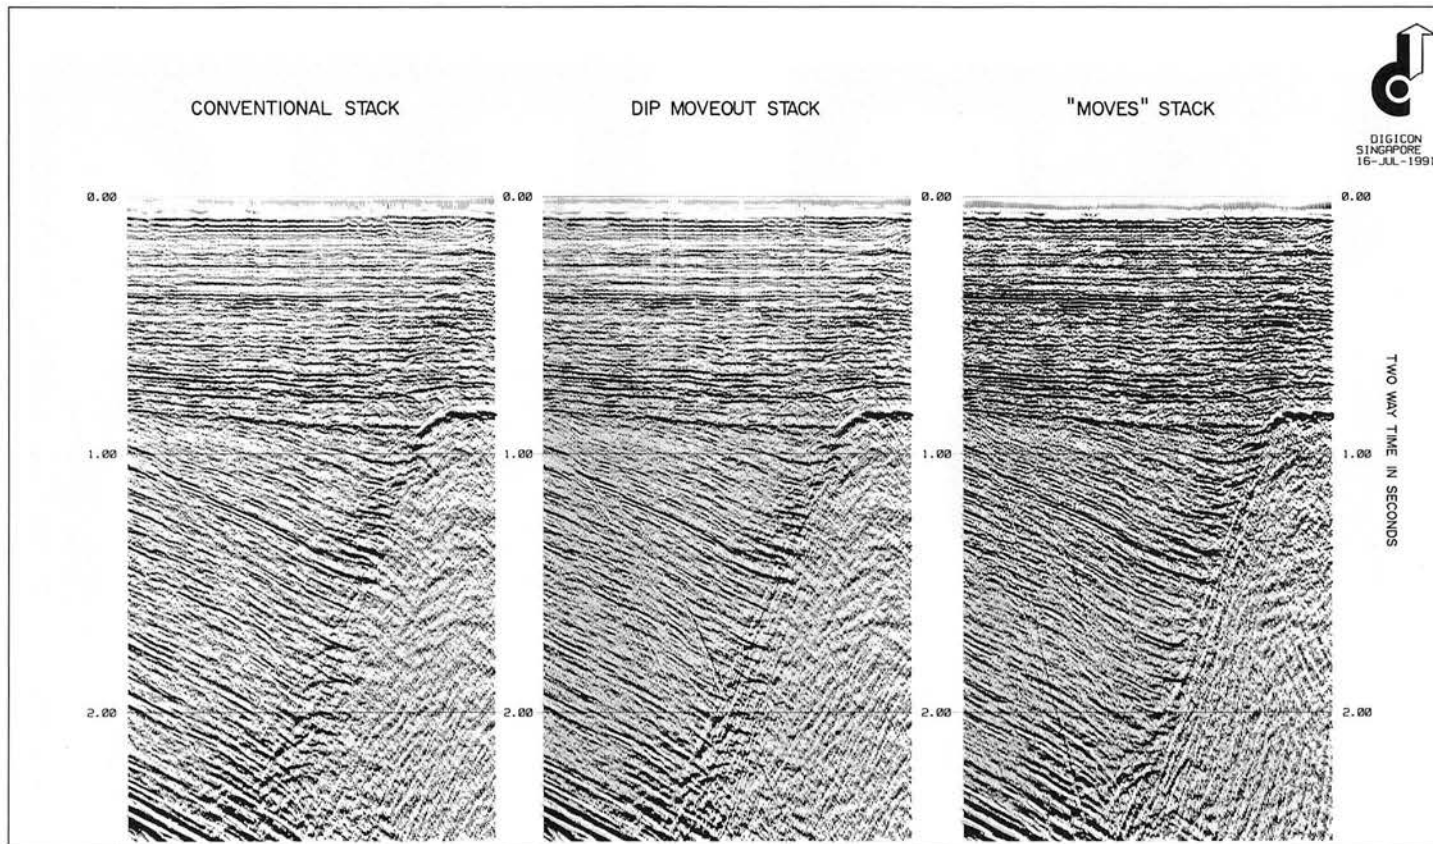 CONVENTIONAL STACK
DIP MOVEOUT STACK
"MOVES" STACK
DIGICON
SINGAPORE
16-JUL-1991
0.00
0.00
0.00
0.00
1.00
1.00
1.00
1.00
2.00
2.00
2.00
2.00
TWO WAY TIME IN SECONDS